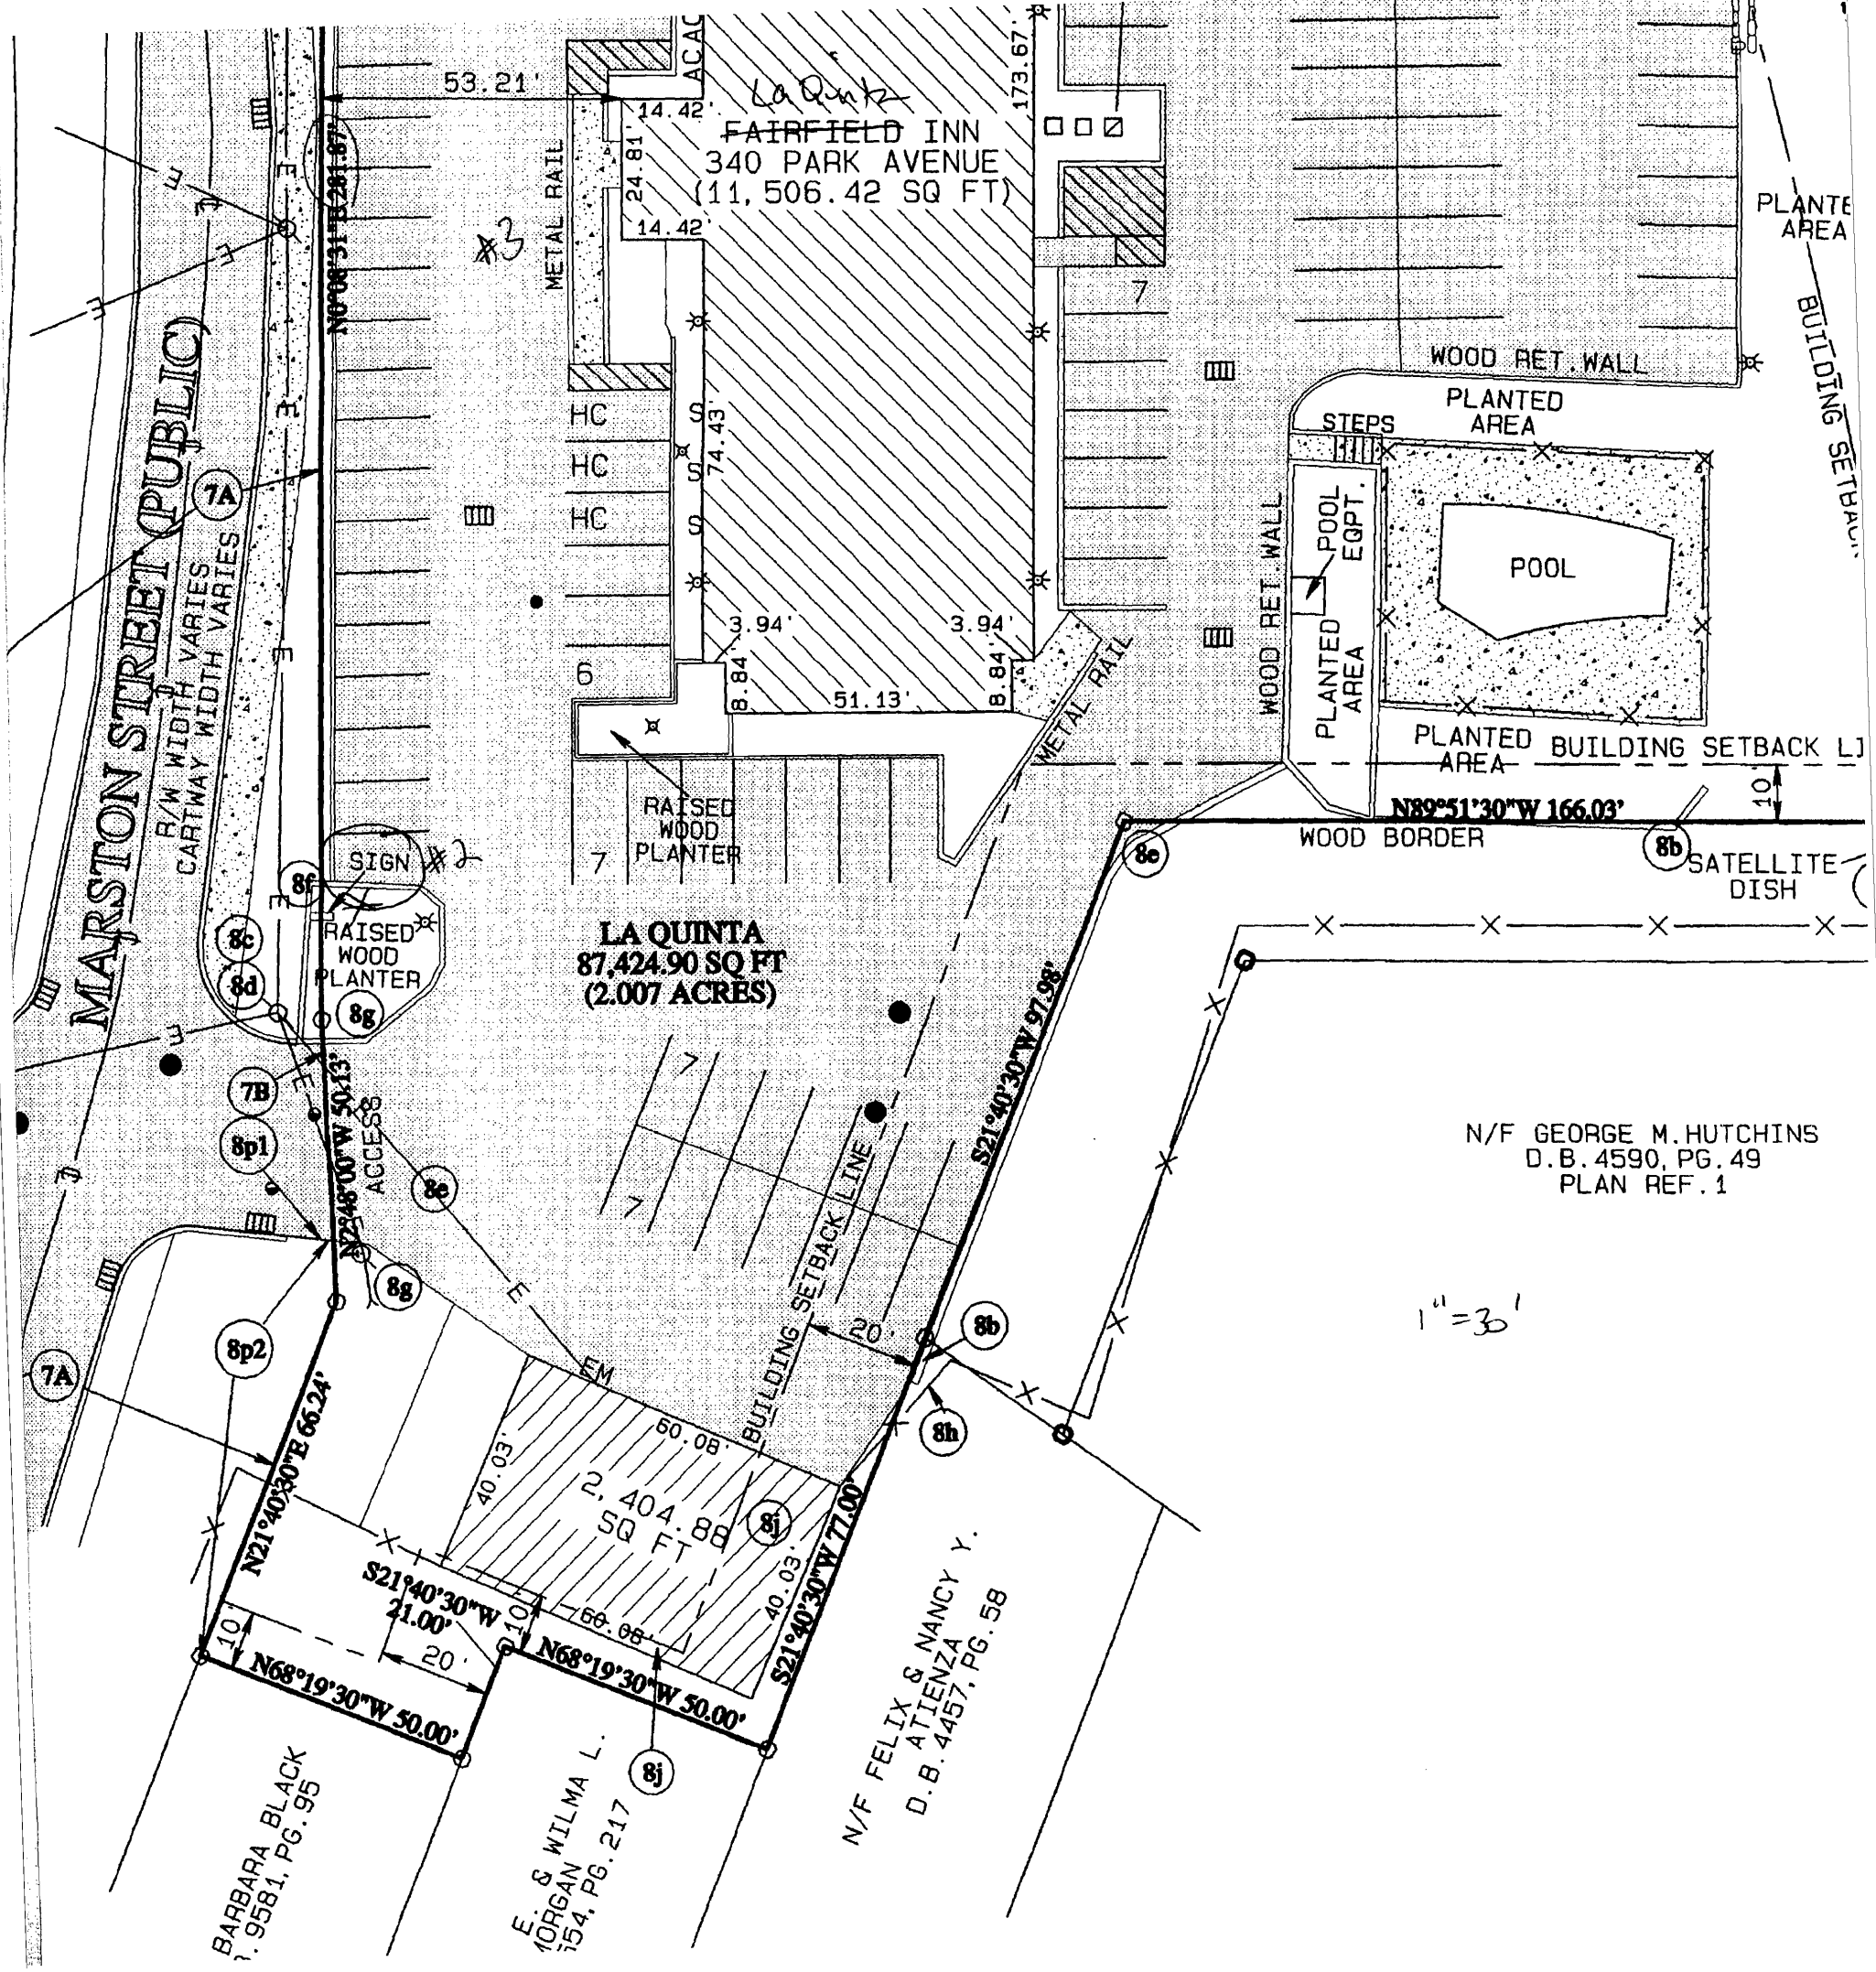 53.21'
ACAC
173.67'
La Quinta
14.42'
FAIRFIELD INN
340 PARK AVENUE
(11,506.42 SQ FT)
24.81'
14.42'
METAL RAIL
#3
N0°08'31"E 281.87'
E
E
E
E
E
E
E
7
PLANTE
AREA
BUILDING SETBACK
WOOD RET. WALL
PLANTED
AREA
STEPS
HC
HC
HC
S
S
S
74.43'
7A
MARSTON STREET (PUBLIC)
R/W WIDTH VARIES
CARTWAY WIDTH VARIES
POOL
EQPT.
POOL
WOOD RET. WALL
PLANTED
AREA
3.94'
3.94'
8.84'
51.13'
8.84'
METAL RAIL
6
PLANTED
AREA
BUILDING SETBACK LI
10'
N89°51'30"W 166.03'
WOOD BORDER
8b
8e
SATELLITE
DISH
RAISED
WOOD
PLANTER
7
SIGN
#2
8f
RAISED
WOOD
PLANTER
8c
8d
8g
LA QUINTA
87,424.90 SQ FT
(2.007 ACRES)
X
X
X
X
S21°40'30"W 97.98'
7
7
7B
8p1
N2°48'00"W 50.13'
ACCESS
8e
E
E
E
8g
8p2
7A
BUILDING SETBACK LINE
20'
8b
8h
X
X
X
X
N/F GEORGE M. HUTCHINS
D.B. 4590, PG. 49
PLAN REF. 1
1"=30'
EM
60.08'
40.03'
2,404.88
SQ FT
8j
40.03'
60.08'
N21°40'30"E 66.24'
X
X
S21°40'30"W
21.00'
10'
10'
20'
N68°19'30"W 50.00'
N68°19'30"W 50.00'
S21°40'30"W 77.00'
8j
N/F FELIX & NANCY Y.
ATIENZA
D.B. 4457, PG. 58
BARBARA BLACK
. 9581, PG. 95
E. & WILMA L.
MORGAN
554, PG. 217